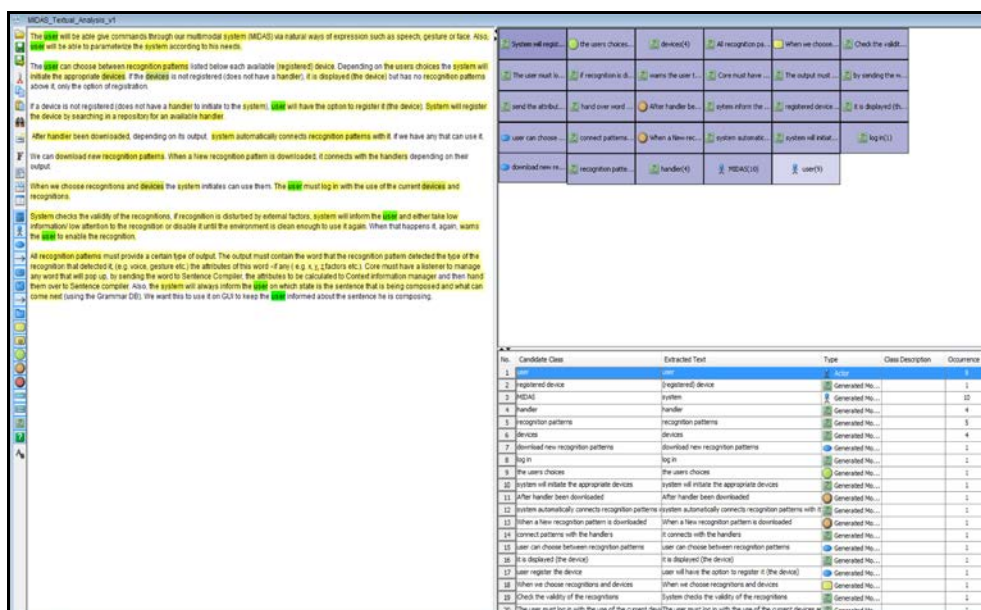 MIDAS_Textual_Analysis_v1
The user will be able give commands through our multimodal system (MIDAS) via natural ways of expression such as speech, gesture or face. Also,
user will be able to parameterize the system according to his needs.
The user can choose between recognition patterns listed below each available (registered) device. Depending on the users choices the system will
initiate the appropriate devices. If the devices is not registered (does not have a handler), it is displayed (the device) but has no recognition patterns
above it, only the option of registration.
If a device is not registered (does not have a handler to initiate to the system), user will have the option to register it (the device). System will register
the device by searching in a repository for an available handler.
After handler been downloaded, depending on its output, system automatically connects recognition patterns with it. if we have any that can use it.
We can download new recognition patterns. When a New recognition pattern is downloaded, it connects with the handlers depending on their
output.
When we choose recognitions and devices the system initiates can use them. The user must log in with the use of the current devices and
recognitions.
System checks the validity of the recognitions, if recognition is disturbed by external factors, system will inform the user and either take low
information/ low attention to the recognition or disable it until the environment is clean enough to use it again. When that happens it, again, warns
the user to enable the recognition.
All recognition patterns must provide a certain type of output. The output must contain the word that the recognition pattern detected the type of the
recognition that detected it, (e.g. voice, gesture etc.) the attributes of this word –if any ( e.g. x, y, z factors etc.). Core must have a listener to manage
any word that will pop up, by sending the word to Sentence Compiler, the attributes to be calculated to Context information manager and then hand
them over to Sentence compiler. Also, the system will always inform the user on which state is the sentence that is being composed and what can
come next (using the Grammar DB). We want this to use it on GUI to keep the user informed about the sentence he is composing.
System will regist... the users choices... devices(4) All recognition pa... When we choose... Check the validit...
The user must lo... if recognition is di... warns the user t... Core must have ... The output must ... by sending the w...
send the attribut... hand over word ... After handler be... sytem inform the ... registered device... it is displayed (th...
user can choose ... connect patterns... When a New rec... system automatic... system will initiat... log in(1)
download new re... recognition patte... handler(4) MIDAS(10) user(9)
No. Candidate Class Extracted Text Type Class Description Occurrence
1 user user Actor
2 registered device (registered) device Generated Mo... 1
3 MIDAS system Generated Mo... 10
4 handler handler Generated Mo... 4
5 recognition patterns recognition patterns Generated Mo... 5
6 devices devices Generated Mo... 4
7 download new recognition patterns download new recognition patterns Generated Mo... 1
8 log in log in Generated Mo... 1
9 the users choices the users choices Generated Mo... 1
10 system will initiate the appropriate devices system will initiate the appropriate devices Generated Mo... 1
11 After handler been downloaded After handler been downloaded Generated Mo... 1
12 system automatically connects recognition patterns system automatically connects recognition patterns with it Generated Mo... 1
13 When a New recognition pattern is downloaded When a New recognition pattern is downloaded Generated Mo... 1
14 connect patterns with the handlers it connects with the handlers Generated Mo... 1
15 user can choose between recognition patterns user can choose between recognition patterns Generated Mo... 1
16 it is displayed (the device) it is displayed (the device) Generated Mo... 1
17 user register the device user will have the option to register it (the device) Generated Mo... 1
18 When we choose recognitions and devices When we choose recognitions and devices Generated Mo... 1
19 Check the validity of the recognitions System checks the validity of the recognitions Generated Mo... 1